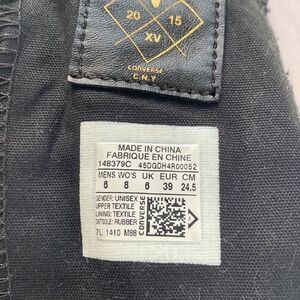 20 15
XV
CONVERSE
C.N.Y
MADE IN CHINA
FABRIQUE EN CHINE
148379C 45DGDH4R00052
MENS WO'S UK EUR CM
6 8 6 39 24.5
GENDER: UNISEX
UPPER: TEXTILE
LINING: TEXTILE
OUTSOLE: RUBBER
CONVERSE
7L 1410 M88